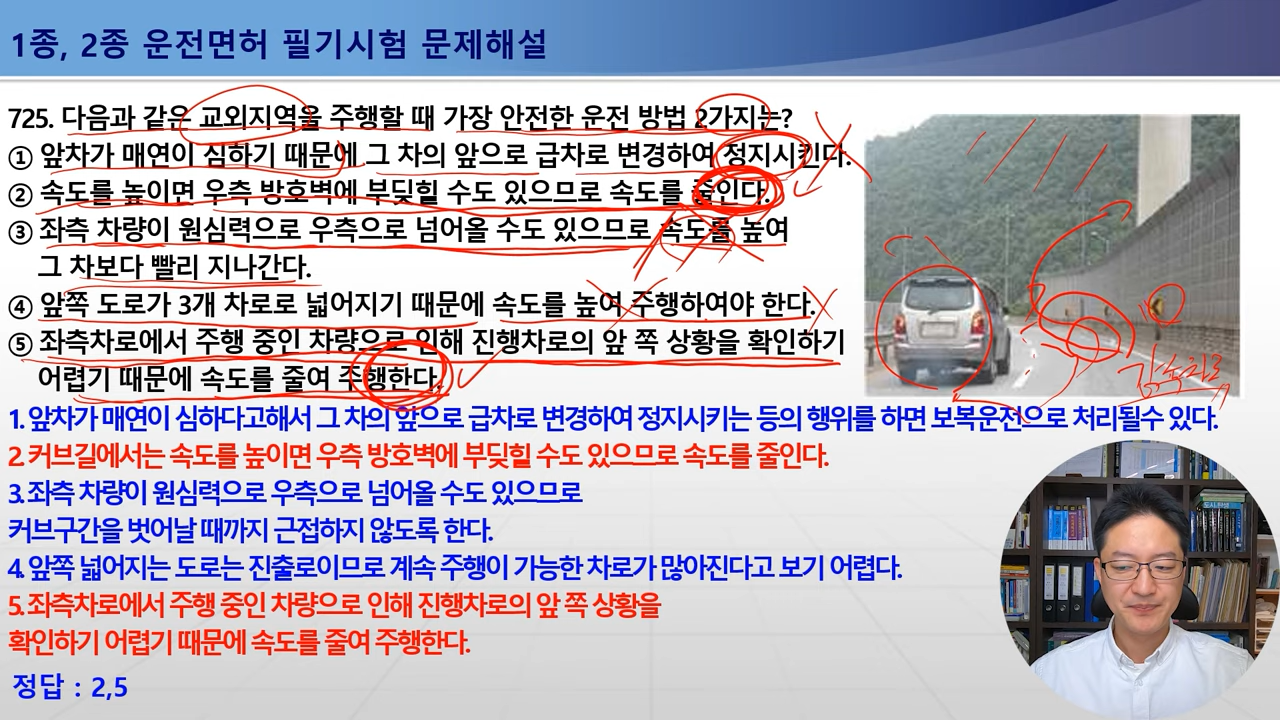 1종, 2종 운전면허 필기시험 문제해설
725. 다음과 같은 교외지역을 주행할 때 가장 안전한 운전 방법 2가지는?
① 앞차가 매연이 심하기 때문에 그 차의 앞으로 급차로 변경하여 정지시킨다.
② 속도를 높이면 우측 방호벽에 부딪힐 수도 있으므로 속도를 줄인다.
③ 좌측 차량이 원심력으로 우측으로 넘어올 수도 있으므로 속도를 높여
그 차보다 빨리 지나간다.
④ 앞쪽 도로가 3개 차로로 넓어지기 때문에 속도를 높여 주행하여야 한다.
⑤ 좌측차로에서 주행 중인 차량으로 인해 진행차로의 앞 쪽 상황을 확인하기
어렵기 때문에 속도를 줄여 주행한다.
감속차로
1. 앞차가 매연이 심하다고해서 그 차의 앞으로 급차로 변경하여 정지시키는 등의 행위를 하면 보복운전으로 처리될수 있다.
2. 커브길에서는 속도를 높이면 우측 방호벽에 부딪힐 수도 있으므로 속도를 줄인다.
3. 좌측 차량이 원심력으로 우측으로 넘어올 수도 있으므로
커브구간을 벗어날 때까지 근접하지 않도록 한다.
4. 앞쪽 넓어지는 도로는 진출로이므로 계속 주행이 가능한 차로가 많아진다고 보기 어렵다.
5. 좌측차로에서 주행 중인 차량으로 인해 진행차로의 앞 쪽 상황을
확인하기 어렵기 때문에 속도를 줄여 주행한다.
정답 : 2,5